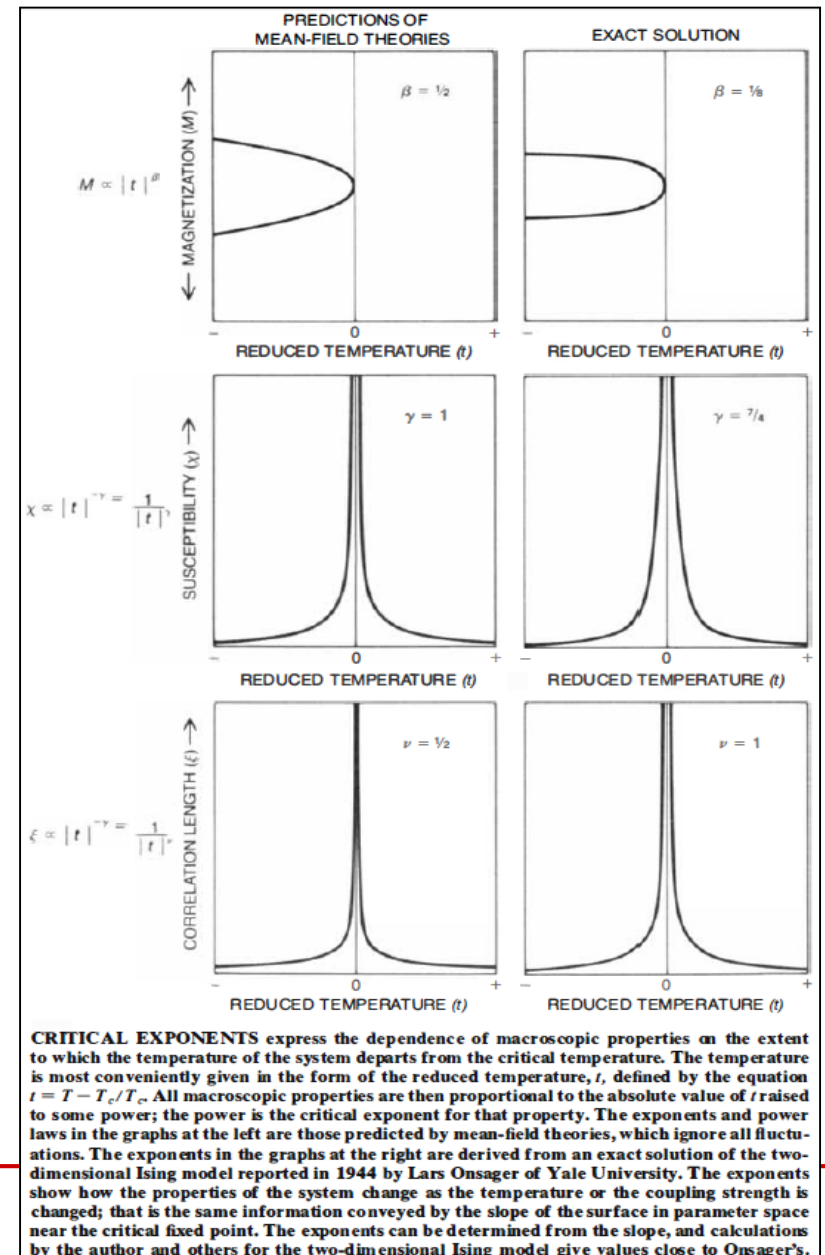 PREDICTIONS OF
MEAN-FIELD THEORIES
EXACT SOLUTION
β = ½
β = ⅛
M ∝ | t |^β
← MAGNETIZATION (M) →
− 0 +
− 0 +
REDUCED TEMPERATURE (t)
REDUCED TEMPERATURE (t)
γ = 1
γ = 7/4
χ ∝ | t |^−γ = 1/| t |^γ
SUSCEPTIBILITY (χ) →
− 0 +
− 0 +
REDUCED TEMPERATURE (t)
REDUCED TEMPERATURE (t)
ν = ½
ν = 1
ξ ∝ | t |^−γ = 1/| t |^ν
CORRELATION LENGTH (ξ) →
− 0 +
− 0 +
REDUCED TEMPERATURE (t)
REDUCED TEMPERATURE (t)
CRITICAL EXPONENTS express the dependence of macroscopic properties on the extent
to which the temperature of the system departs from the critical temperature. The temperature
is most conveniently given in the form of the reduced temperature, t, defined by the equation
t = T − Tc/Tc. All macroscopic properties are then proportional to the absolute value of t raised
to some power; the power is the critical exponent for that property. The exponents and power
laws in the graphs at the left are those predicted by mean-field theories, which ignore all fluctu-
ations. The exponents in the graphs at the right are derived from an exact solution of the two-
dimensional Ising model reported in 1944 by Lars Onsager of Yale University. The exponents
show how the properties of the system change as the temperature or the coupling strength is
changed; that is the same information conveyed by the slope of the surface in parameter space
near the critical fixed point. The exponents can be determined from the slope, and calculations
by the author and others for the two-dimensional Ising model give values close to Onsager's.